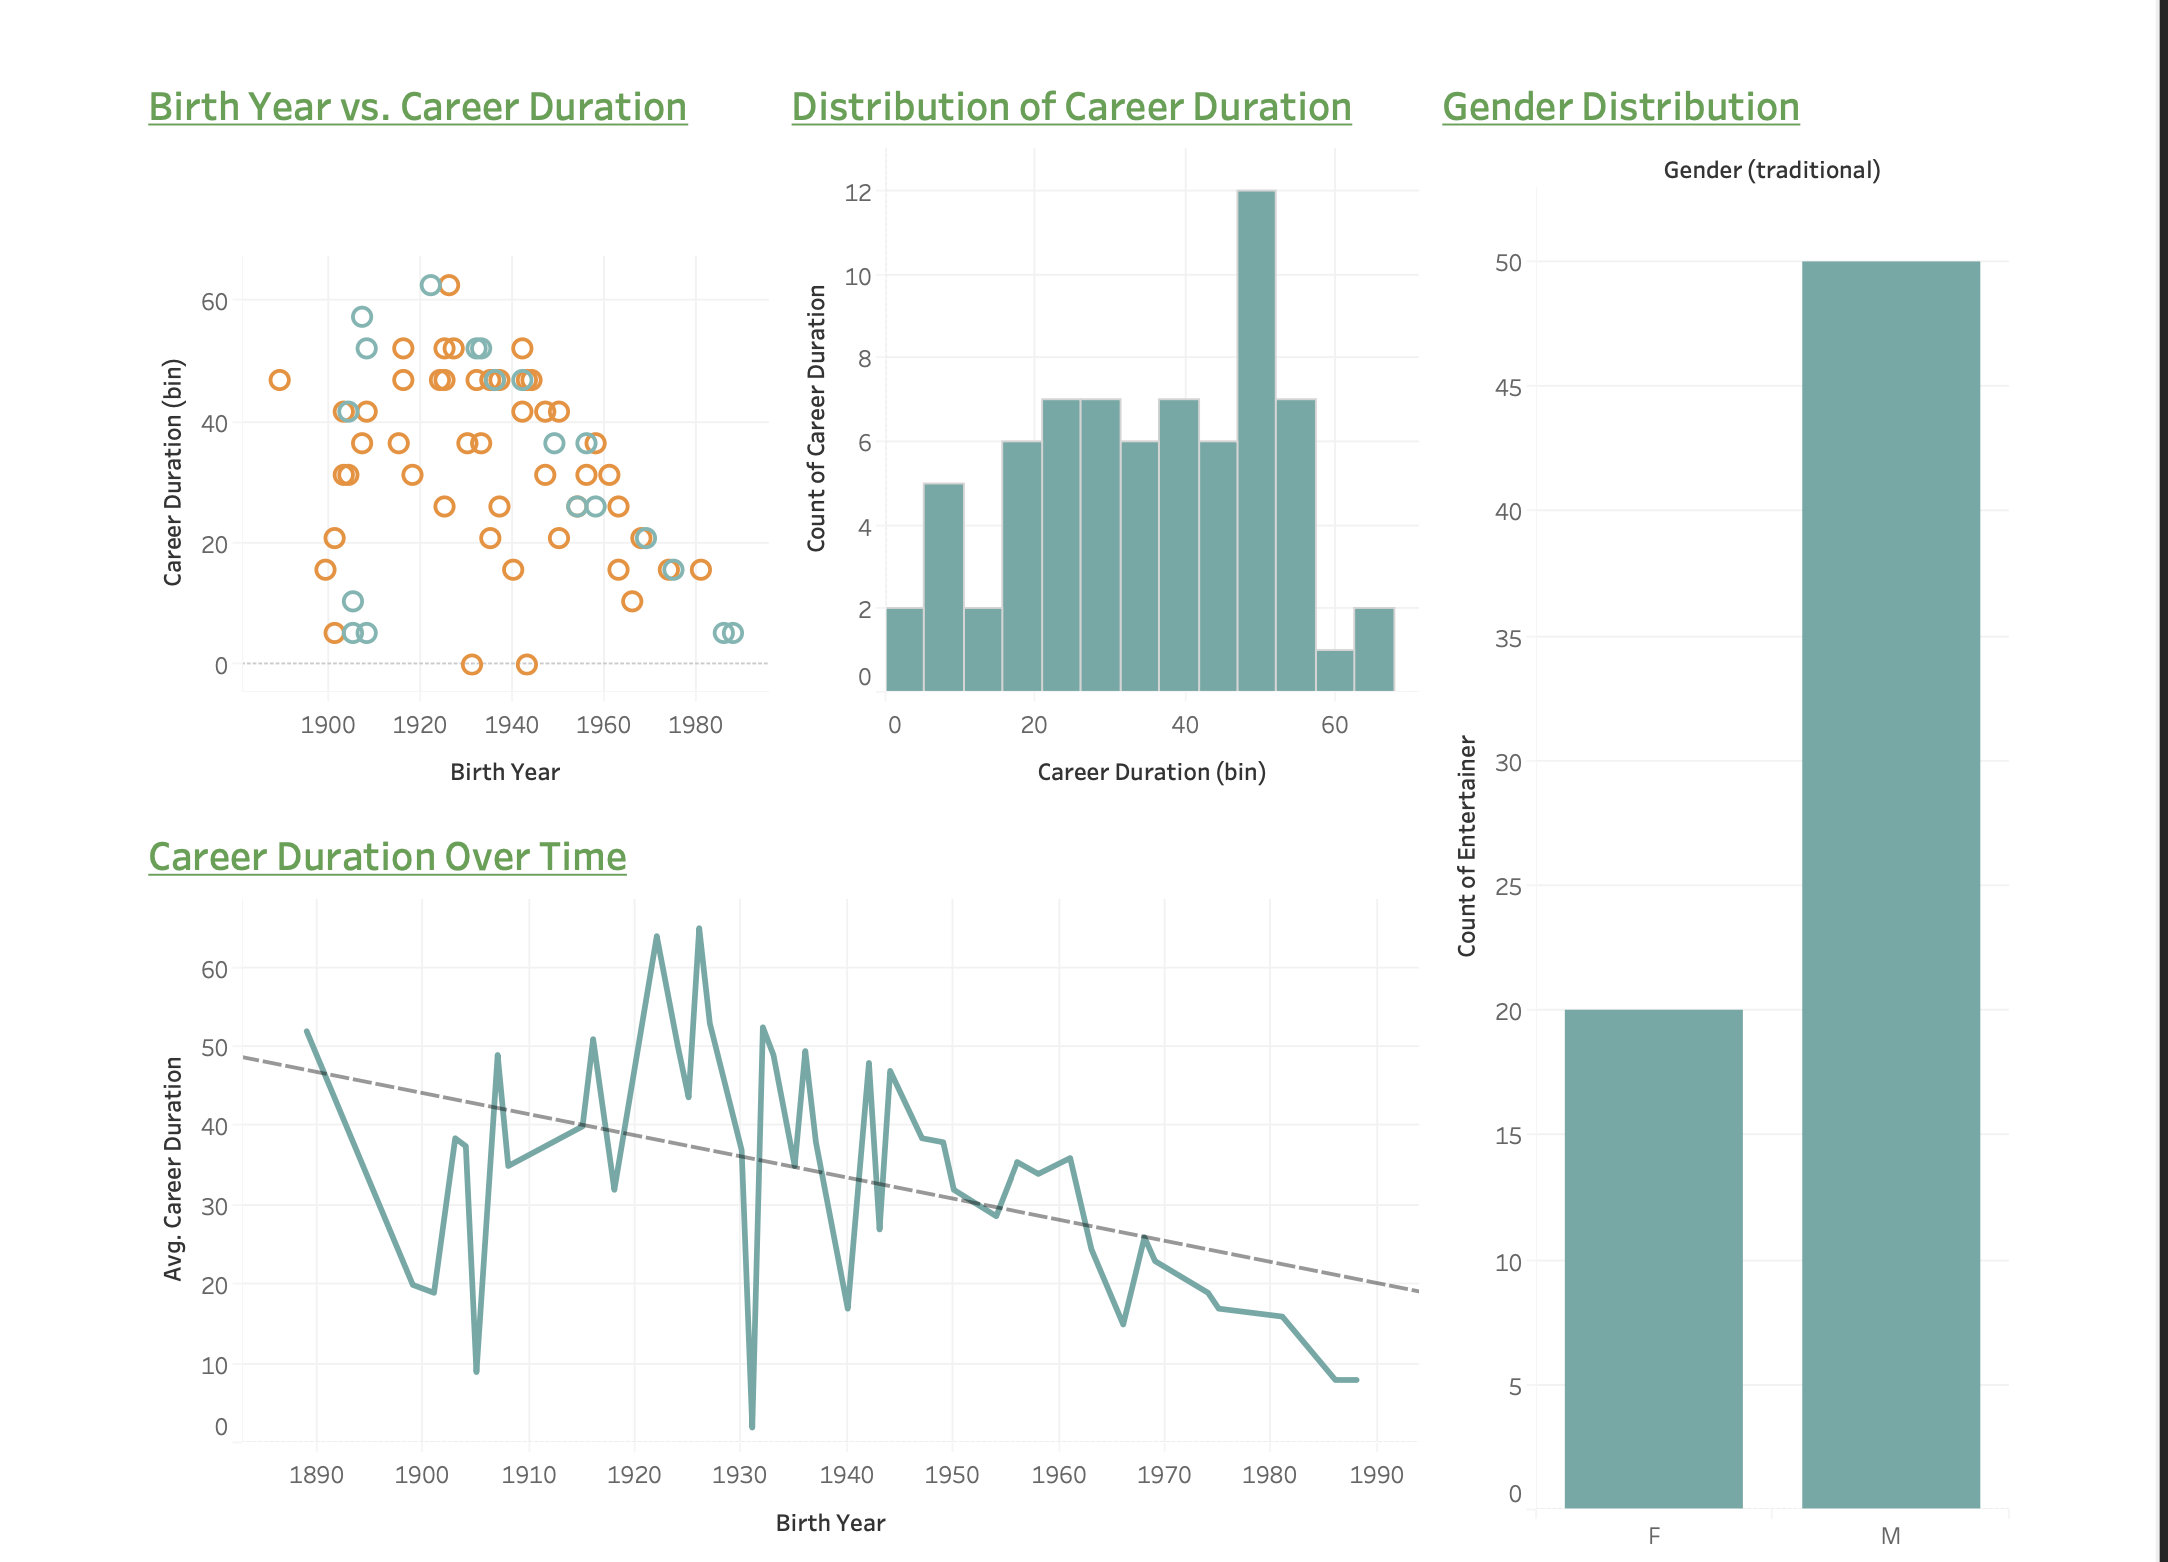 Birth Year vs. Career Duration
Career Duration (bin)
60
40
20
0
1900 1920 1940 1960 1980
Birth Year
Distribution of Career Duration
Count of Career Duration
12
10
8
6
4
2
0
0 20 40 60
Career Duration (bin)
Gender Distribution
Gender (traditional)
Count of Entertainer
50
45
40
35
30
25
20
15
10
5
0
F M
Career Duration Over Time
Avg. Career Duration
60
50
40
30
20
10
0
1890 1900 1910 1920 1930 1940 1950 1960 1970 1980 1990
Birth Year